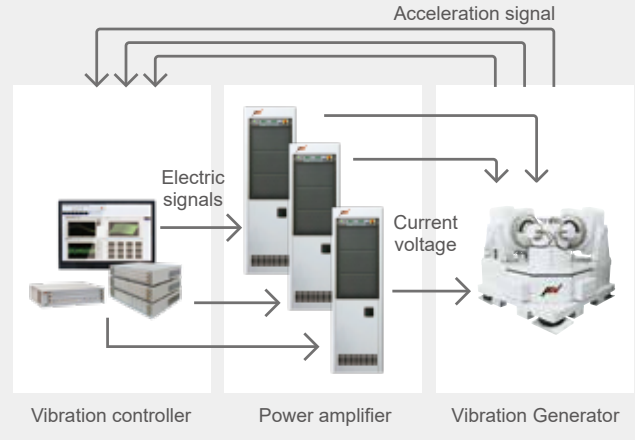 Acceleration signal
Electric
signals
Current
voltage
Vibration controller
Power amplifier
Vibration Generator